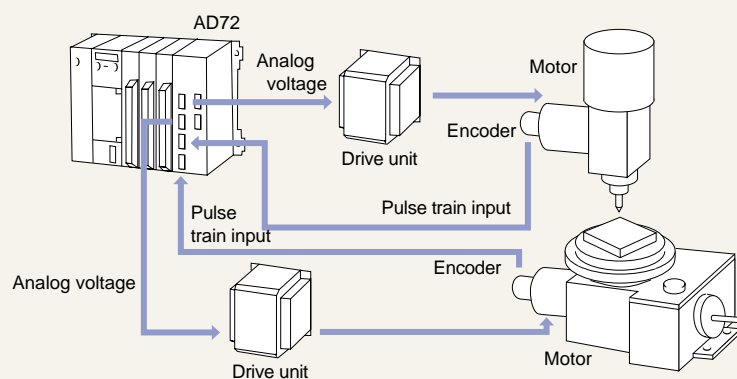 AD72
Analog
voltage
Drive unit
Motor
Encoder
Pulse train input
Pulse
train input
Encoder
Analog voltage
Drive unit
Motor